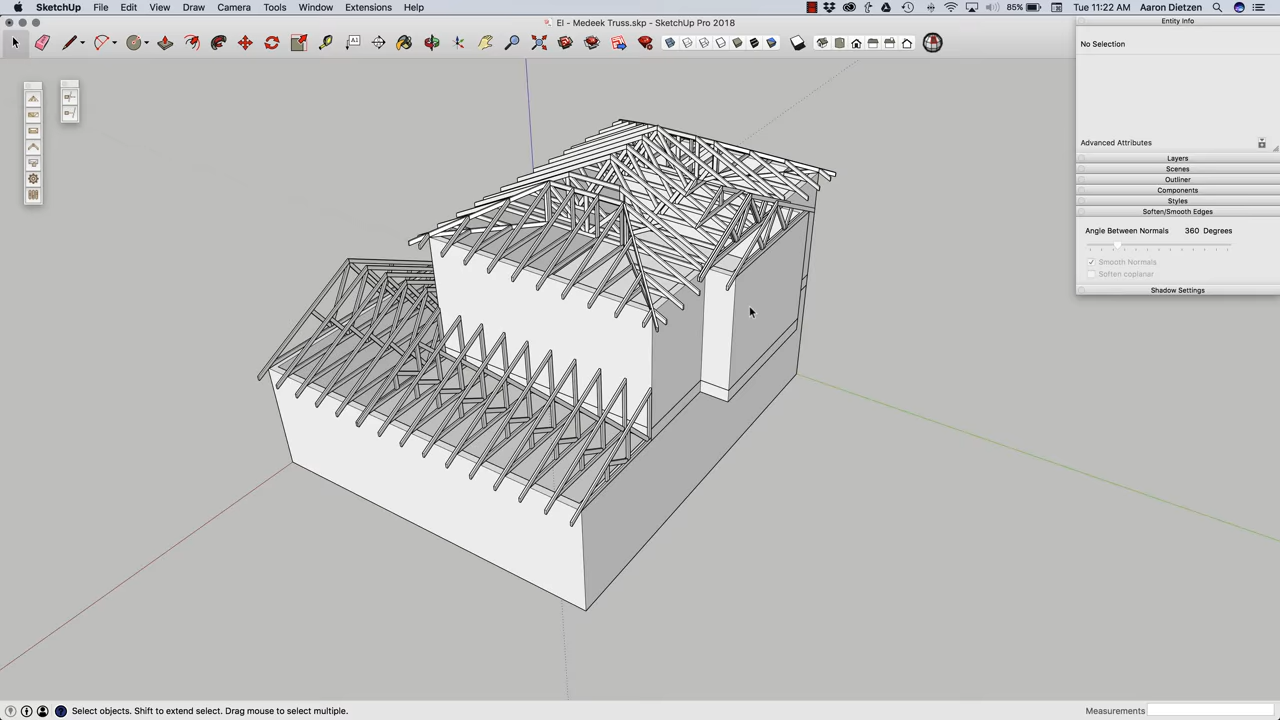 SketchUp File Edit View Draw Camera Tools Window Extensions Help 85% Tue 11:22 AM Aaron Dietzen
EI - Medeek Truss.skp - SketchUp Pro 2018
Entity Info
No Selection
Advanced Attributes
Layers
Scenes
Outliner
Components
Styles
Soften/Smooth Edges
Angle Between Normals 360 Degrees
Smooth Normals
Soften coplanar
Shadow Settings
Select objects. Shift to extend select. Drag mouse to select multiple. Measurements